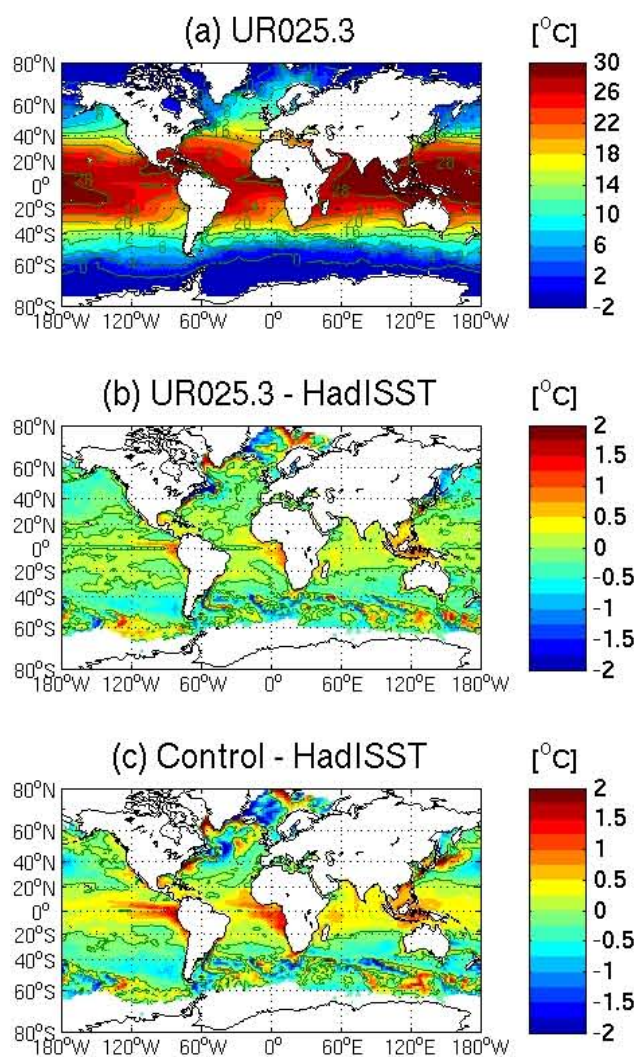 (a) UR025.3
[°C]
80°N
60°N
40°N
20°N
0°
20°S
40°S
60°S
80°S
180°W 120°W 60°W 0° 60°E 120°E 180°W
30
26
22
18
14
10
6
2
-2
(b) UR025.3 - HadISST
[°C]
80°N
60°N
40°N
20°N
0°
20°S
40°S
60°S
80°S
180°W 120°W 60°W 0° 60°E 120°E 180°W
2
1.5
1
0.5
0
-0.5
-1
-1.5
-2
(c) Control - HadISST
[°C]
80°N
60°N
40°N
20°N
0°
20°S
40°S
60°S
80°S
180°W 120°W 60°W 0° 60°E 120°E 180°W
2
1.5
1
0.5
0
-0.5
-1
-1.5
-2